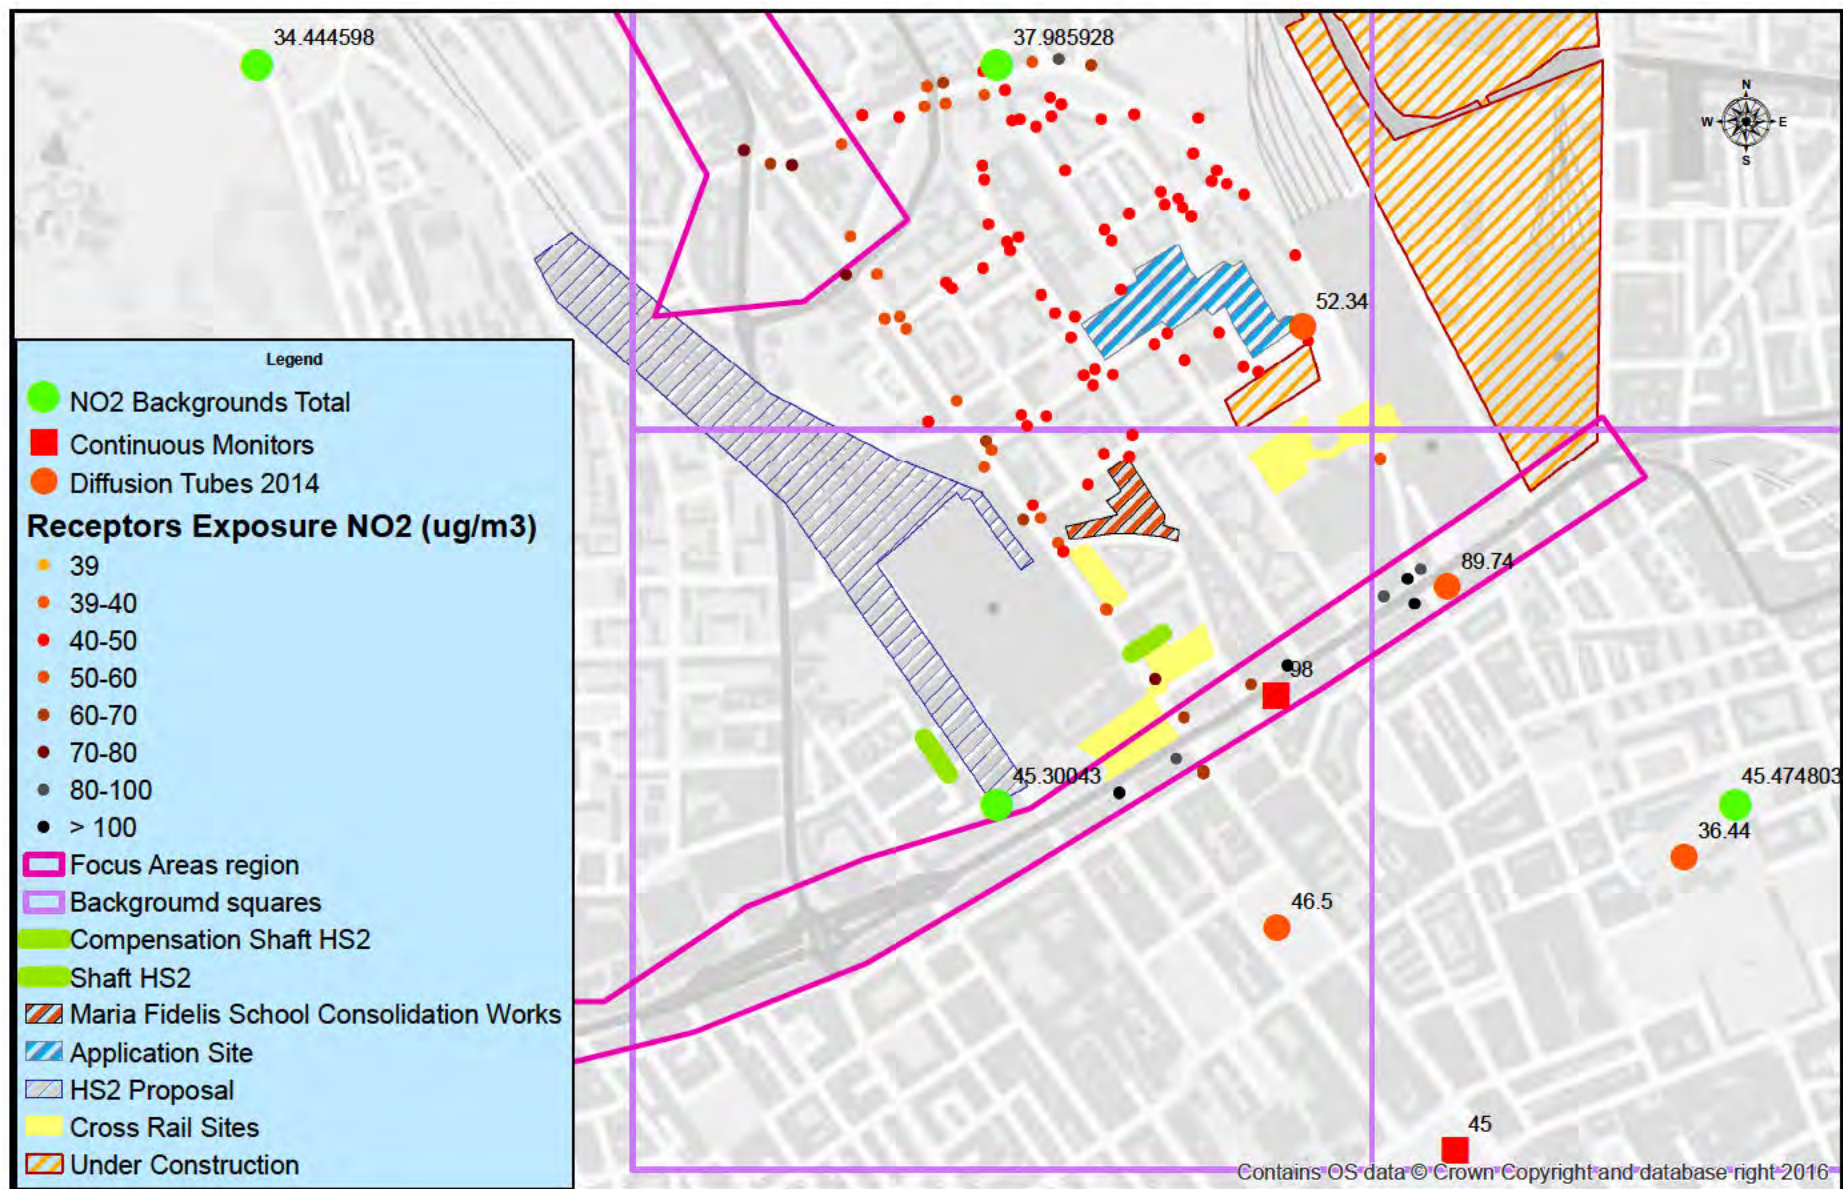 34.444598
37.985928
N
W E
S
52.34
Legend
NO2 Backgrounds Total
Continuous Monitors
Diffusion Tubes 2014
Receptors Exposure NO2 (ug/m3)
39
39-40
40-50
50-60
60-70
70-80
80-100
> 100
Focus Areas region
Backgroumd squares
Compensation Shaft HS2
Shaft HS2
Maria Fidelis School Consolidation Works
Application Site
HS2 Proposal
Cross Rail Sites
Under Construction
89.74
98
45.30043
45.474803
36.44
46.5
45
Contains OS data © Crown Copyright and database right 2016